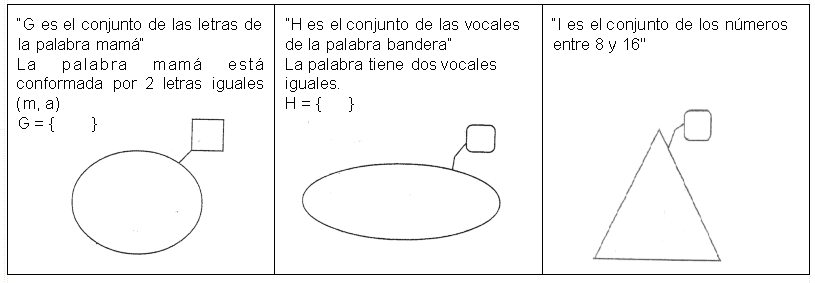 "G es el conjunto de las letras de
la palabra mamá"
La palabra mamá está
conformada por 2 letras iguales
(m, a)
G = { }
"H es el conjunto de las vocales
de la palabra bandera"
La palabra tiene dos vocales
iguales.
H = { }
"I es el conjunto de los números
entre 8 y 16"